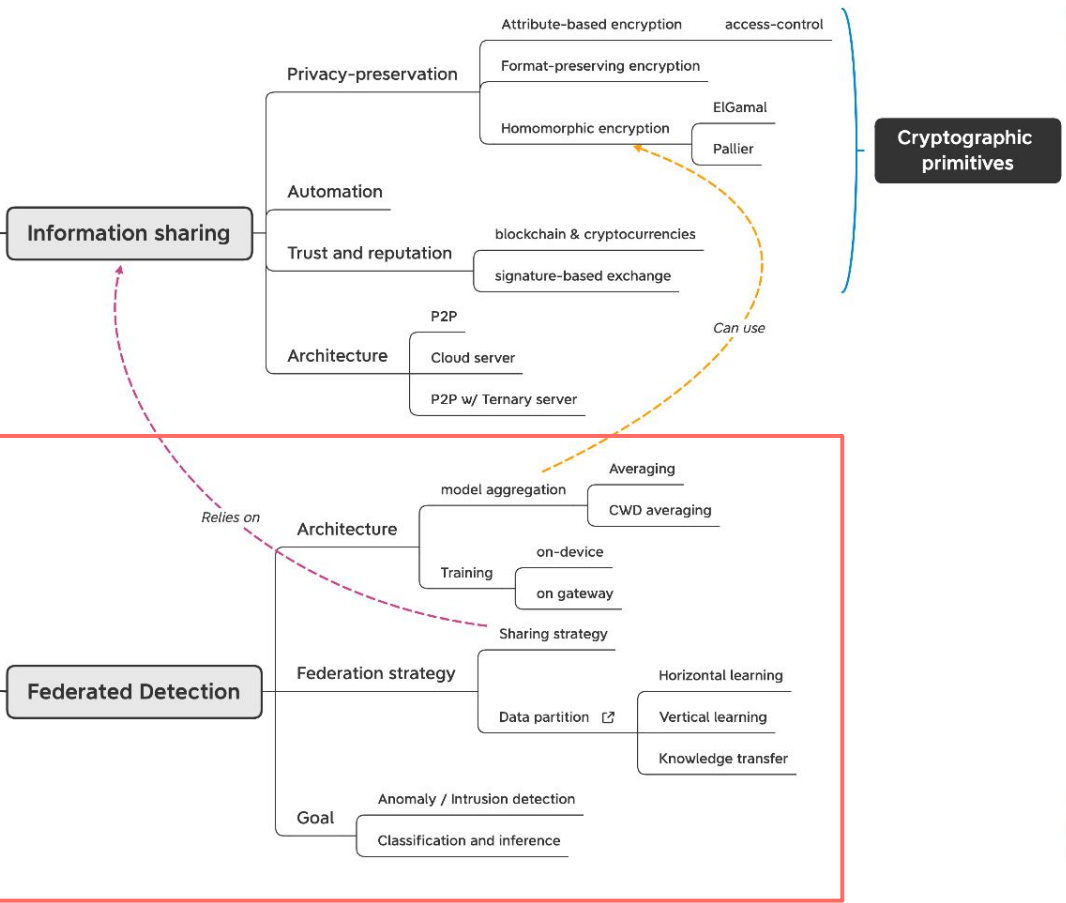 Attribute-based encryption access-control
Privacy-preservation
Format-preserving encryption
ElGamal
Homomorphic encryption
Pallier
Cryptographic
primitives
Automation
Information sharing
Trust and reputation
blockchain & cryptocurrencies
signature-based exchange
P2P
Can use
Architecture
Cloud server
P2P w/ Ternary server
Averaging
model aggregation
CWD averaging
Relies on
Architecture
on-device
Training
on gateway
Sharing strategy
Federated Detection
Federation strategy
Horizontal learning
Data partition
Vertical learning
Knowledge transfer
Anomaly / Intrusion detection
Goal
Classification and inference